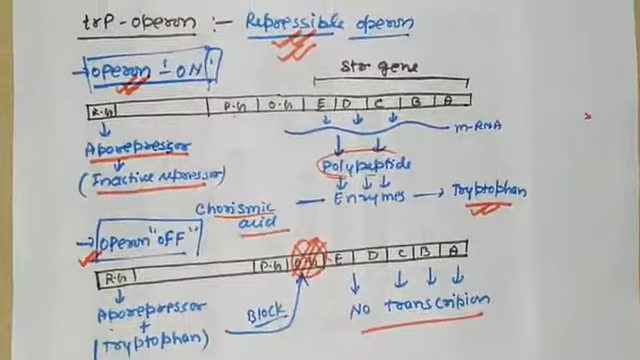 trp-operon :- Repressible operon
operon - 'ON'
Str gene
R.G P.G O.G E D C B A
m-RNA
Aporepressor
(Inactive repressor)
Polypeptide
Enzymes → Tryptophan
Chorismic acid
operon "OFF"
R.G P.G O.G E D C B A
Aporepressor
+
(Tryptophan)
Block
No transcripion